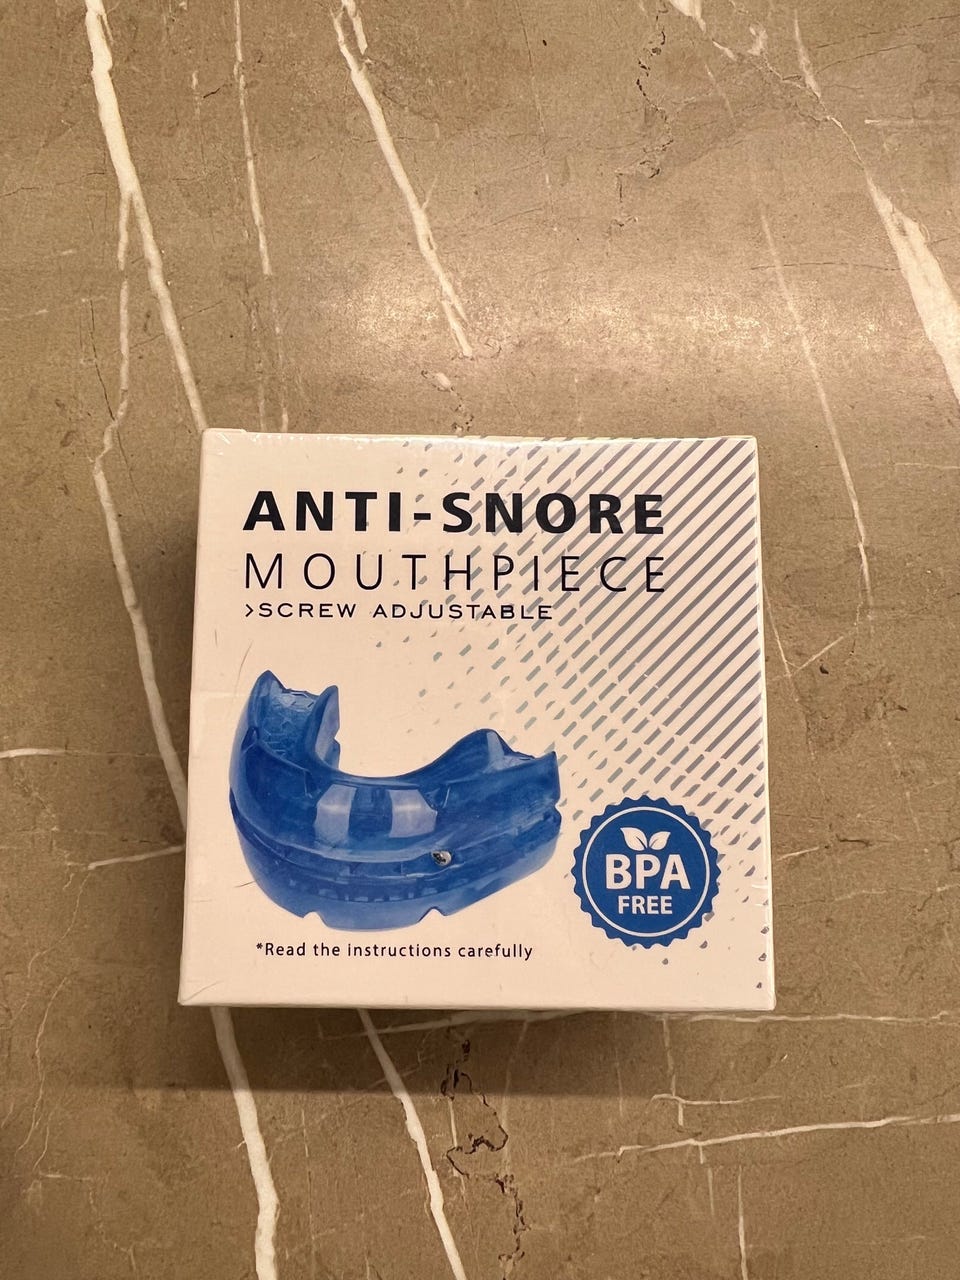 ANTI-SNORE
MOUTHPIECE
>SCREW ADJUSTABLE
BPA
FREE
*Read the instructions carefully